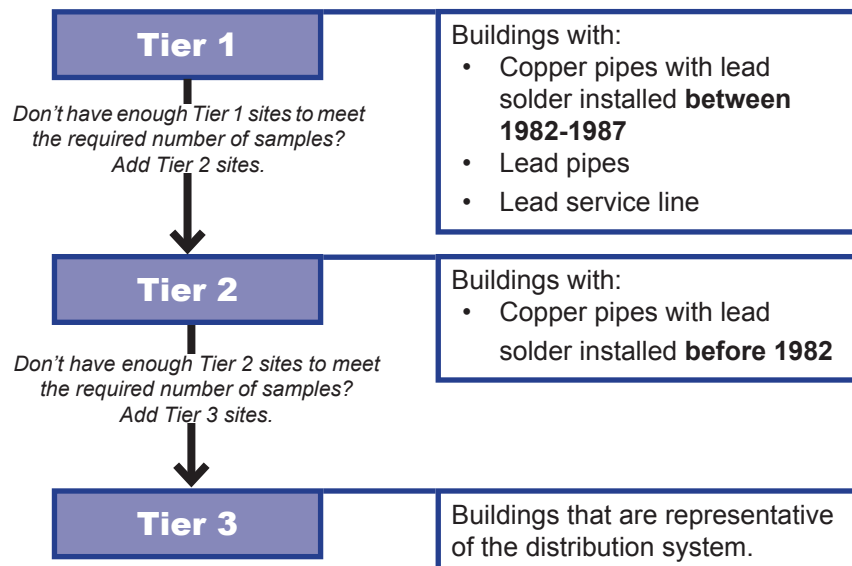 Tier 1
Buildings with:
• Copper pipes with lead
solder installed between
1982-1987
• Lead pipes
• Lead service line
Don't have enough Tier 1 sites to meet
the required number of samples?
Add Tier 2 sites.
Tier 2
Buildings with:
• Copper pipes with lead
solder installed before 1982
Don't have enough Tier 2 sites to meet
the required number of samples?
Add Tier 3 sites.
Tier 3
Buildings that are representative
of the distribution system.